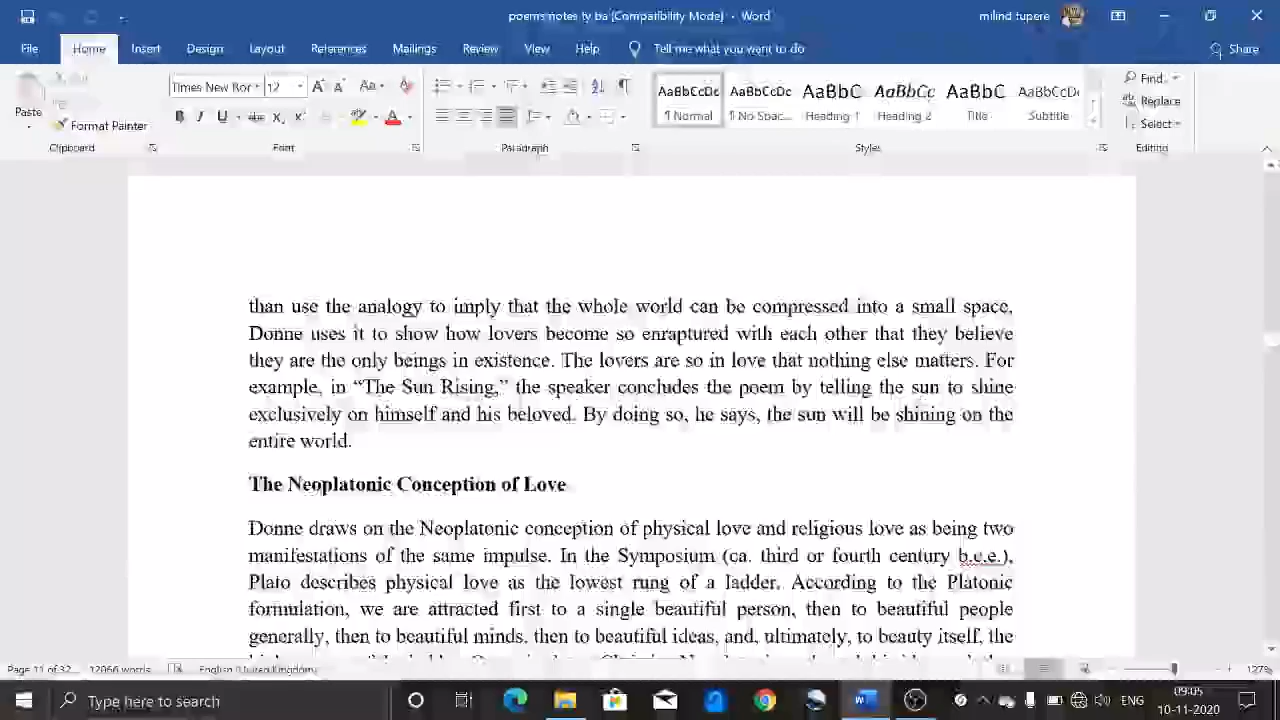 poems notes ty ba [Compatibility Mode] - Word
milind tupere
File Home Insert Design Layout References Mailings Review View Help Tell me what you want to do Share
Paste
Format Painter
Clipboard
Times New Ror 12
Font
Paragraph
AaBbCcDc AaBbCcDc AaBbC AaBbCc AaBbC AaBbCcD
¶ Normal ¶ No Spac... Heading 1 Heading 2 Title Subtitle
Styles
Find
Replace
Select
Editing
than use the analogy to imply that the whole world can be compressed into a small space,
Donne uses it to show how lovers become so enraptured with each other that they believe
they are the only beings in existence. The lovers are so in love that nothing else matters. For
example, in “The Sun Rising,” the speaker concludes the poem by telling the sun to shine
exclusively on himself and his beloved. By doing so, he says, the sun will be shining on the
entire world.
The Neoplatonic Conception of Love
Donne draws on the Neoplatonic conception of physical love and religious love as being two
manifestations of the same impulse. In the Symposium (ca. third or fourth century b.c.e.),
Plato describes physical love as the lowest rung of a ladder. According to the Platonic
formulation, we are attracted first to a single beautiful person, then to beautiful people
generally, then to beautiful minds, then to beautiful ideas, and, ultimately, to beauty itself, the
Page 11 of 32 12066 words English (United Kingdom) 127%
Type here to search
ENG
09:05
10-11-2020